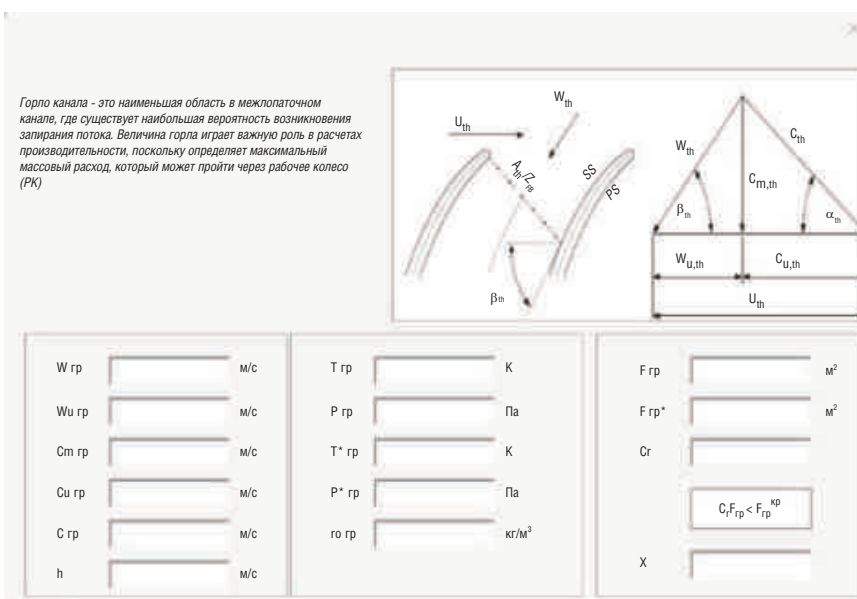 Горло канала - это наименьшая область в межлопаточном
канале, где существует наибольшая вероятность возникновения
запирания потока. Величина горла играет важную роль в расчетах
производительности, поскольку определяет максимальный
массовый расход, который может пройти через рабочее колесо
(РК)
U_th
W_th
A_th/Z_rв
SS
PS
β_th
W_th
C_th
C_m,th
β_th
α_th
W_u,th
C_u,th
U_th
W гр м/с
Wu гр м/с
Cm гр м/с
Cu гр м/с
C гр м/с
h м/с
T гр К
P гр Па
T* гр К
P* гр Па
ro гр кг/м³
F гр м²
F гр* м²
Cr
C_rF_гр < F_гр^кр
X